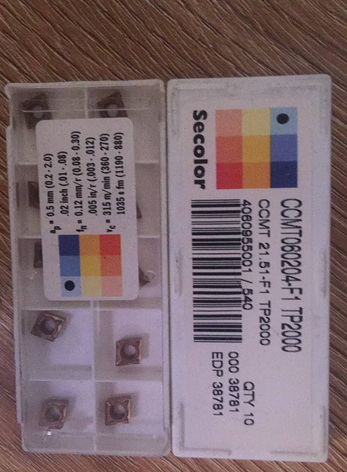 Secolor
CCMT060204-F1 TP2000
CCMT 21.51-F1 TP2000
4060955001 / 540
QTY 10
000 38781
EDP 38781
ap = 0.5 mm (0.2 - 2.0)
.02 inch (.01 - .08)
fn = 0.12 mm/r (0.08 - 0.30)
.005 in/r (.003 - .012)
vc = 315 m/min (360 - 270)
1035 s fm (1190 - 880)